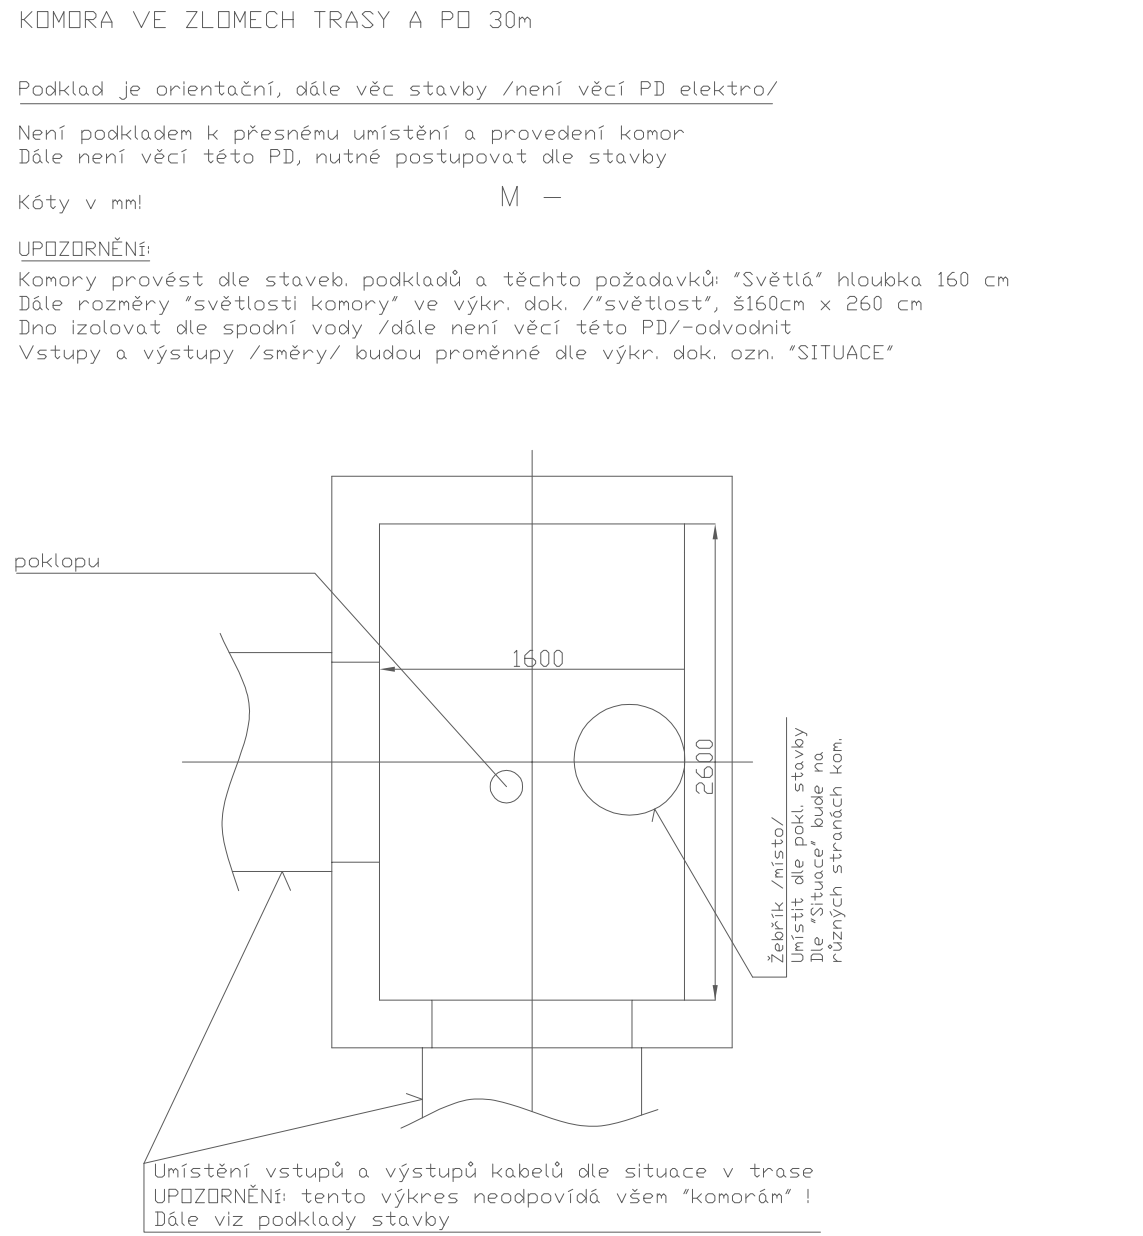 KOMORA VE ZLOMECH TRASY A PO 30m
Podklad je orientační, dále věc stavby /není věcí PD elektro/
Není podkladem k přesnému umístění a provedení komor
Dále není věcí této PD, nutné postupovat dle stavby
Kóty v mm!
M –
UPOZORNĚNÍ:
Komory provést dle staveb. podkladů a těchto požadavků: "Světlá" hloubka 160 cm
Dále rozměry "světlosti komory" ve výkr. dok. /"světlost", š160cm x 260 cm
Dno izolovat dle spodní vody /dále není věcí této PD/-odvodnit
Vstupy a výstupy /směry/ budou proměnné dle výkr. dok. ozn. "SITUACE"
poklopu
1600
2600
Žebřík /místo/
Umístit dle pokl. stavby
Dle "Situace" bude na
různých stranách kom.
Umístění vstupů a výstupů kabelů dle situace v trase
UPOZORNĚNÍ: tento výkres neodpovídá všem "komorám" !
Dále viz podklady stavby